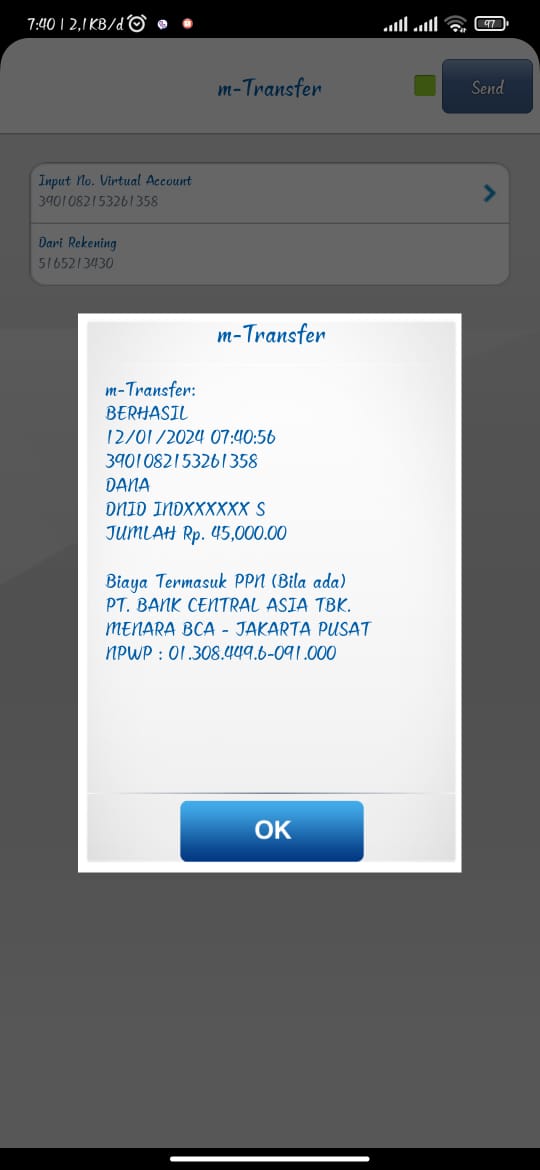 7:40 | 2,1KB/d
97
m-Transfer
Send
Input No. Virtual Account
3901082153261358
Dari Rekening
5165213430
m-Transfer
m-Transfer:
BERHASIL
12/01/2024 07:40:56
3901082153261358
DANA
DNID INDXXXXXX S
JUMLAH Rp. 45,000.00
Biaya Termasuk PPN (Bila ada)
PT. BANK CENTRAL ASIA TBK.
MENARA BCA - JAKARTA PUSAT
NPWP : 01.308.449.6-091.000
OK